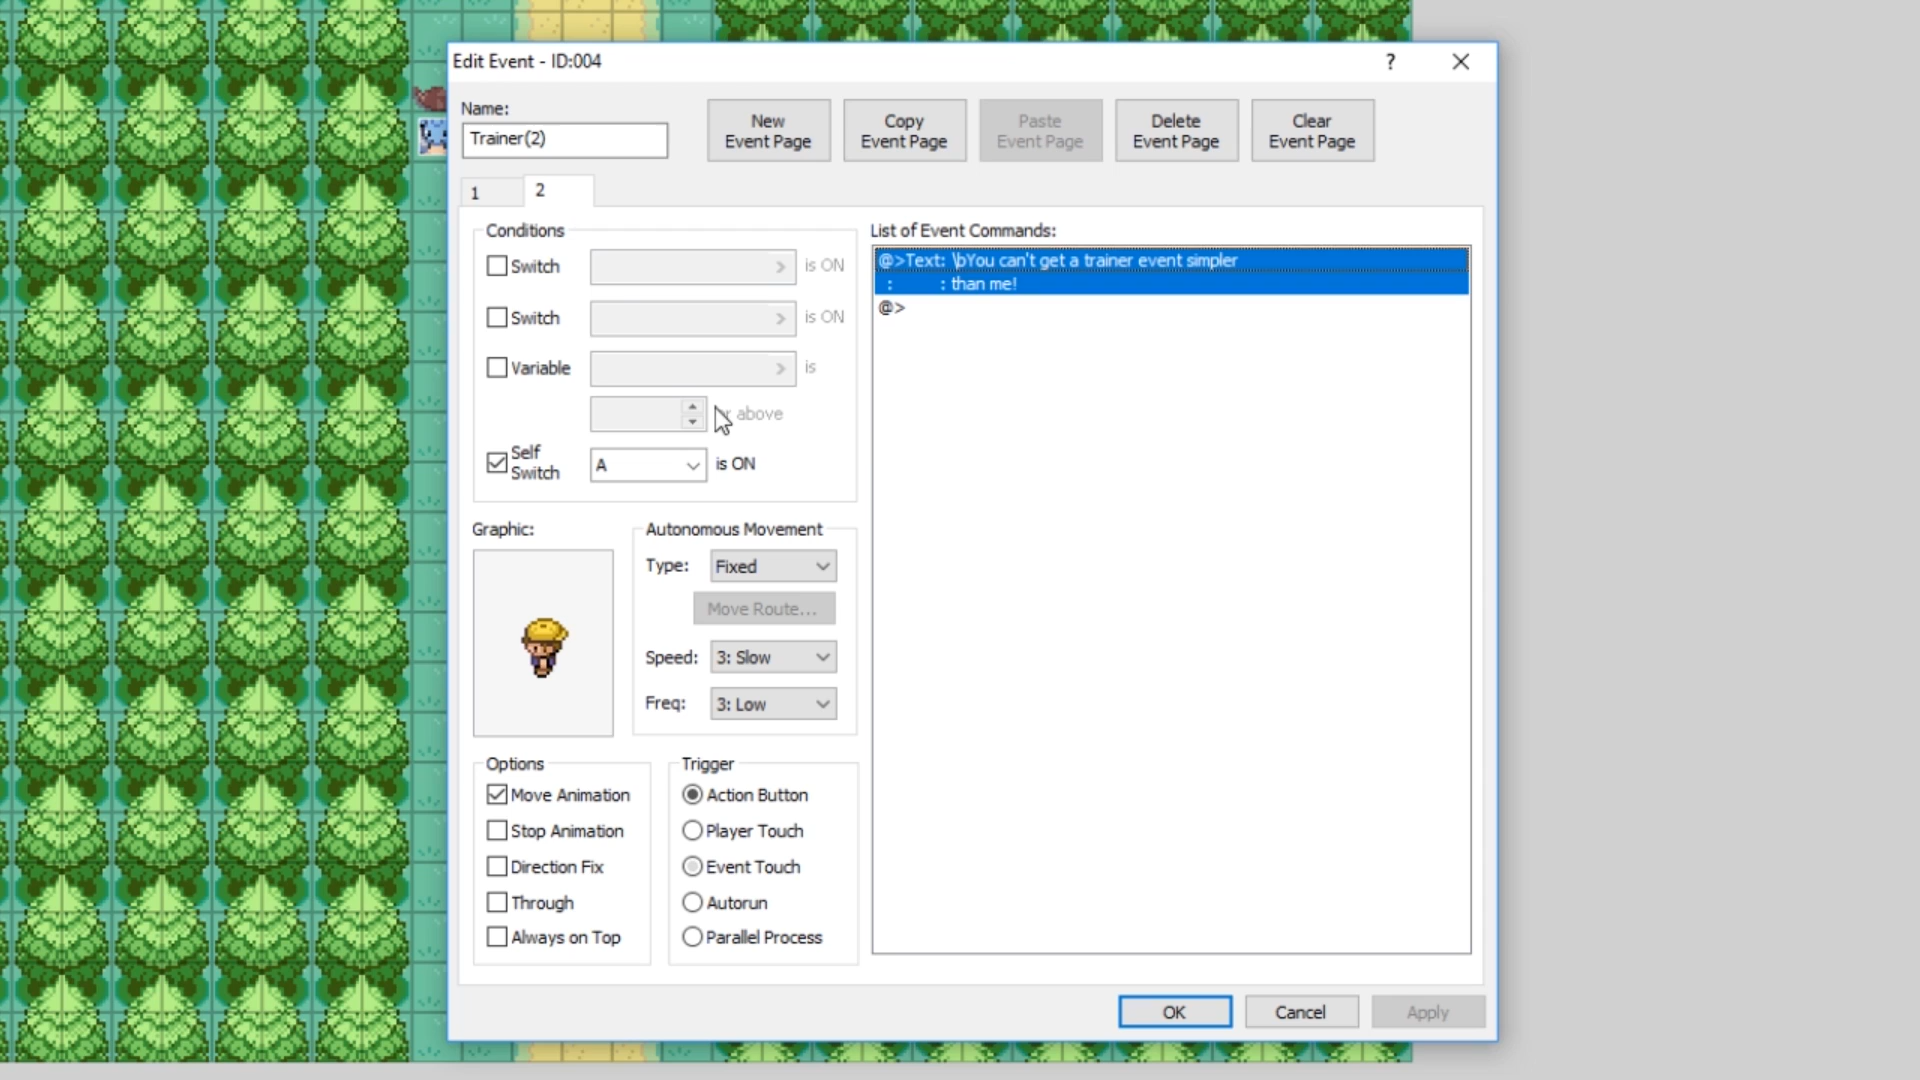 Edit Event - ID:004
?
Name:
Trainer(2)
New
Event Page
Copy
Event Page
Paste
Event Page
Delete
Event Page
Clear
Event Page
1
2
Conditions
Switch
is ON
Switch
is ON
Variable
is
or above
Self
Switch
A
is ON
Graphic:
Autonomous Movement
Type:
Fixed
Move Route...
Speed:
3: Slow
Freq:
3: Low
Options
Move Animation
Stop Animation
Direction Fix
Through
Always on Top
Trigger
Action Button
Player Touch
Event Touch
Autorun
Parallel Process
List of Event Commands:
@>Text: \bYou can't get a trainer event simpler
: : than me!
@>
OK
Cancel
Apply